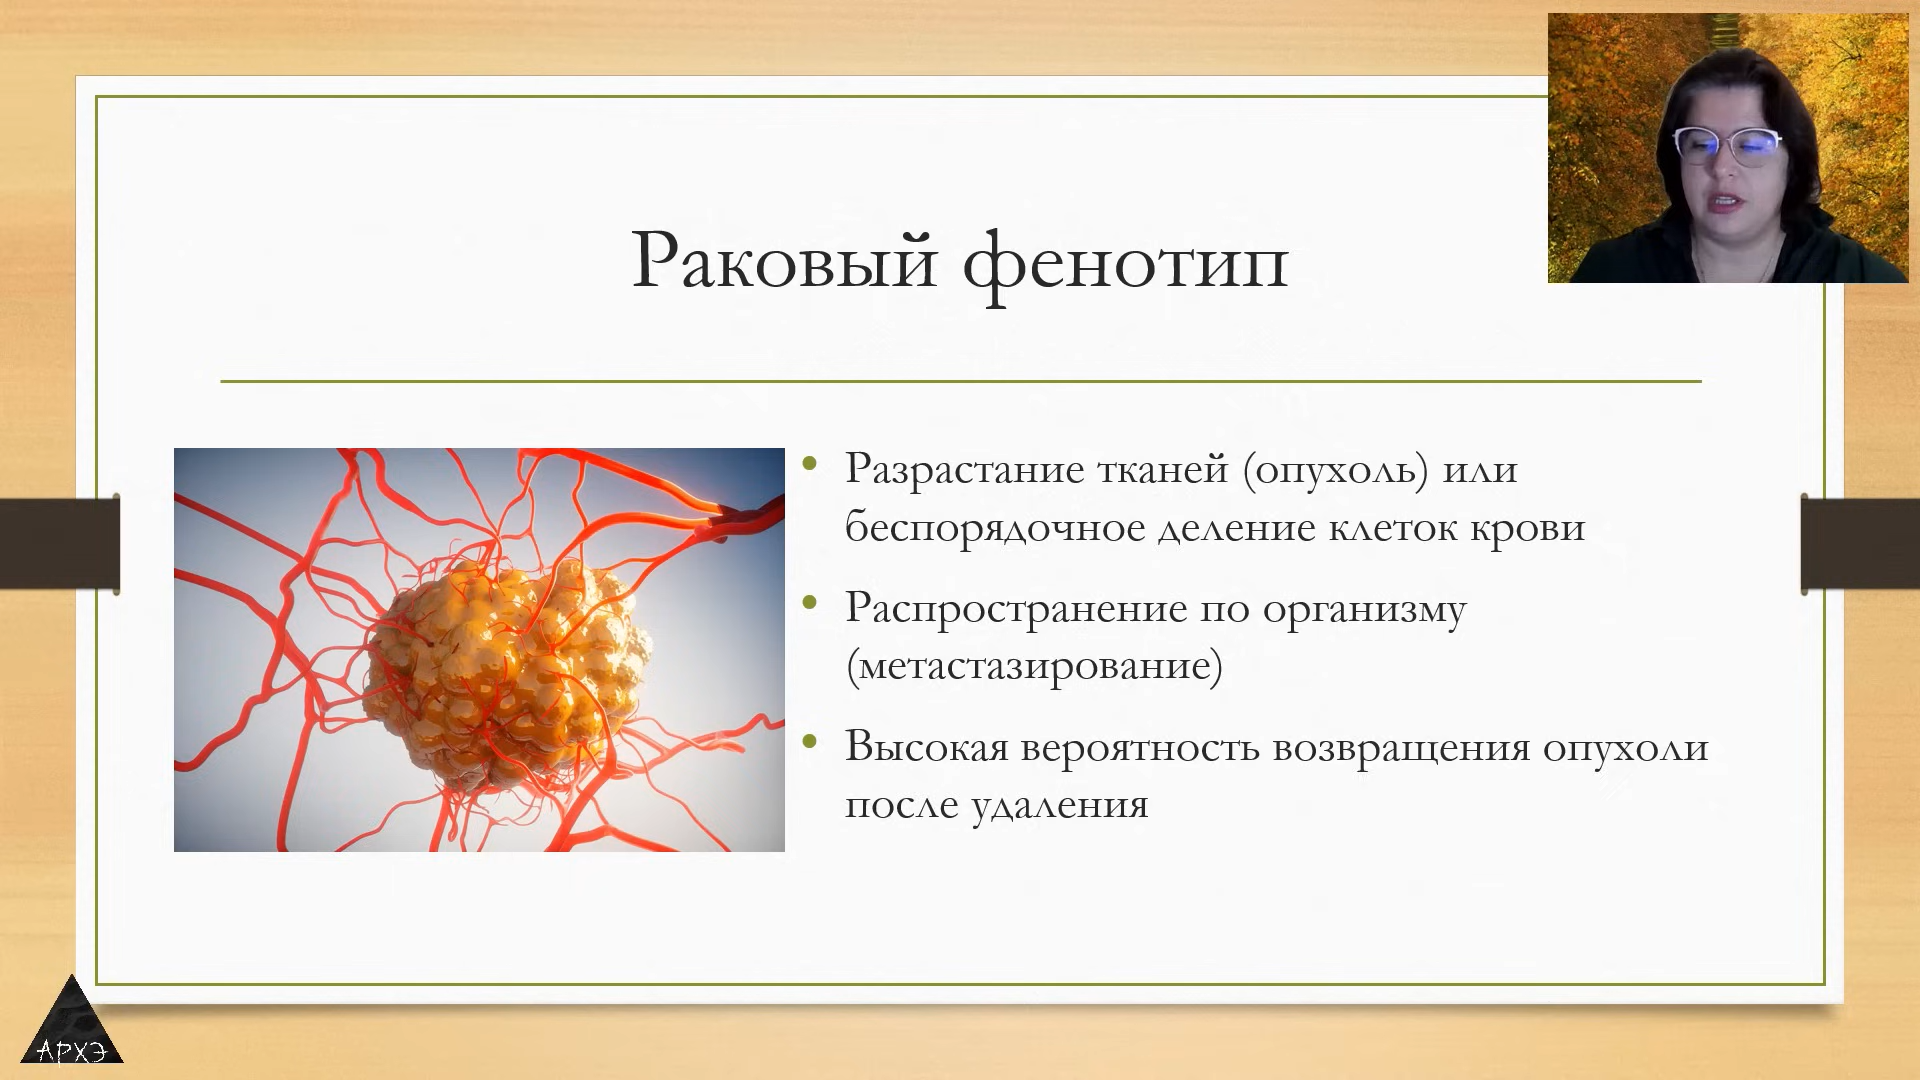 Раковый фенотип
Разрастание тканей (опухоль) или
беспорядочное деление клеток крови
Распространение по организму
(метастазирование)
Высокая вероятность возвращения опухоли
после удаления
АРХЭ